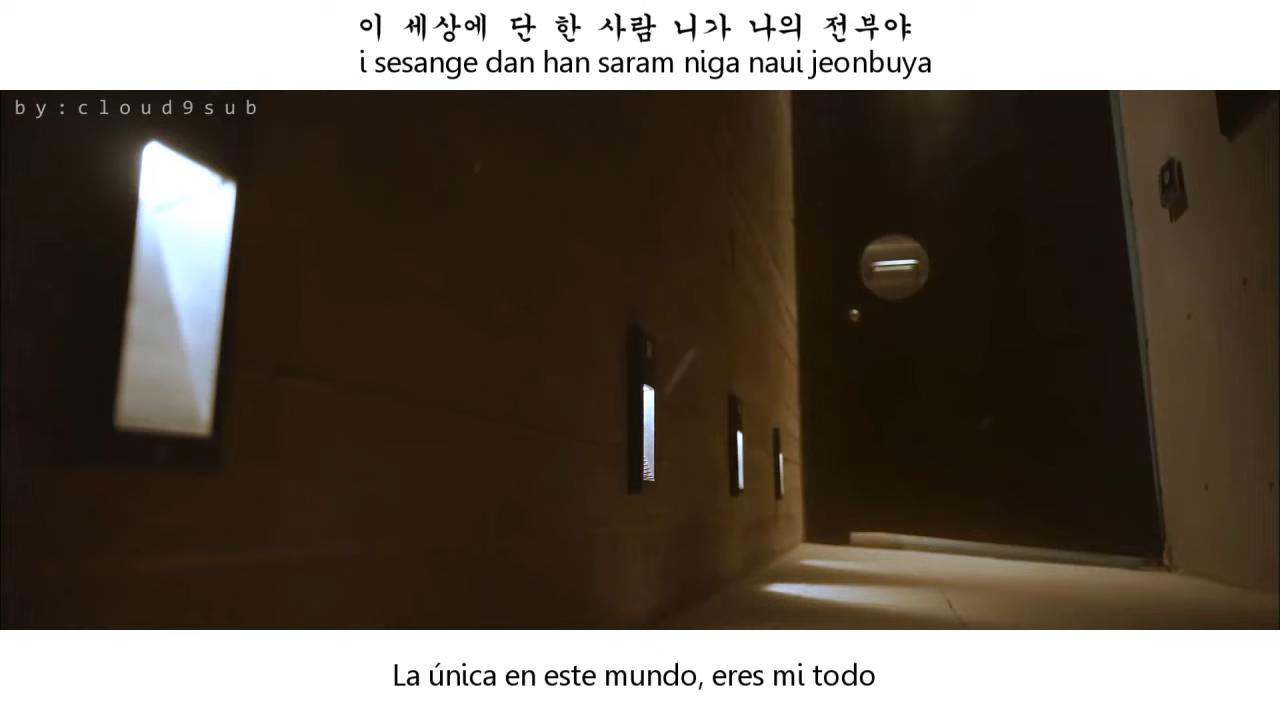 이 세상에 단 한 사람 니가 나의 전부야
i sesange dan han saram niga naui jeonbuya
by:cloud9sub
La única en este mundo, eres mi todo